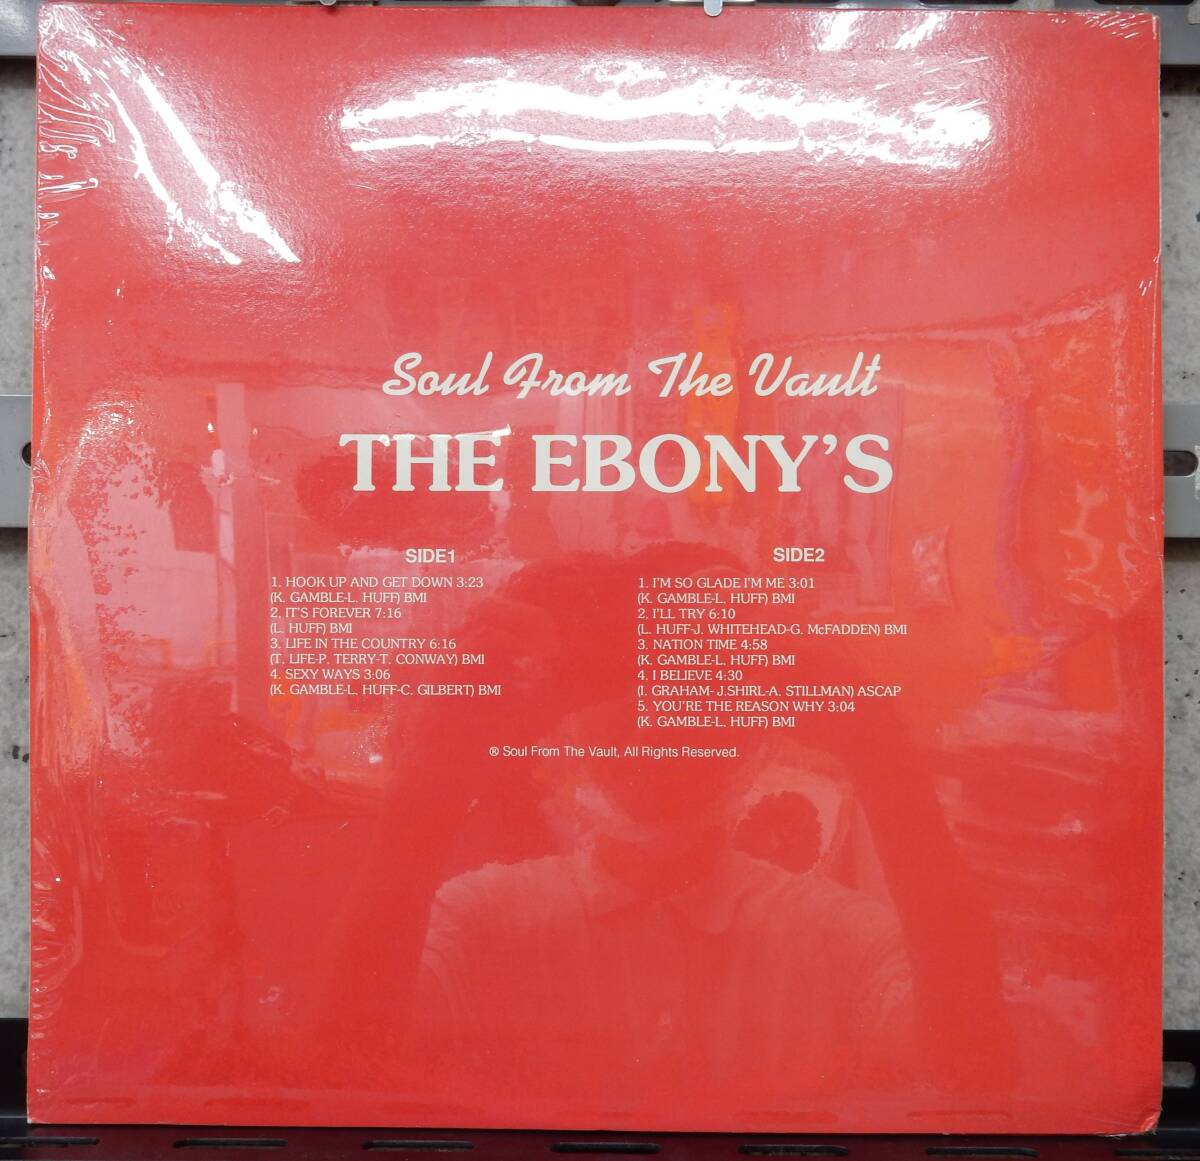 Soul From The Vault
THE EBONY'S
SIDE1
1. HOOK UP AND GET DOWN 3:23
(K. GAMBLE-L. HUFF) BMI
2. IT'S FOREVER 7:16
(L. HUFF) BMI
3. LIFE IN THE COUNTRY 6:16
(T. LIFE-P. TERRY-T. CONWAY) BMI
4. SEXY WAYS 3:06
(K. GAMBLE-L. HUFF-C. GILBERT) BMI
SIDE2
1. I'M SO GLADE I'M ME 3:01
(K. GAMBLE-L. HUFF) BMI
2. I'LL TRY 6:10
(L. HUFF-J. WHITEHEAD-G. McFADDEN) BMI
3. NATION TIME 4:58
(K. GAMBLE-L. HUFF) BMI
4. I BELIEVE 4:30
(I. GRAHAM- J.SHIRL-A. STILLMAN) ASCAP
5. YOU'RE THE REASON WHY 3:04
(K. GAMBLE-L. HUFF) BMI
® Soul From The Vault, All Rights Reserved.